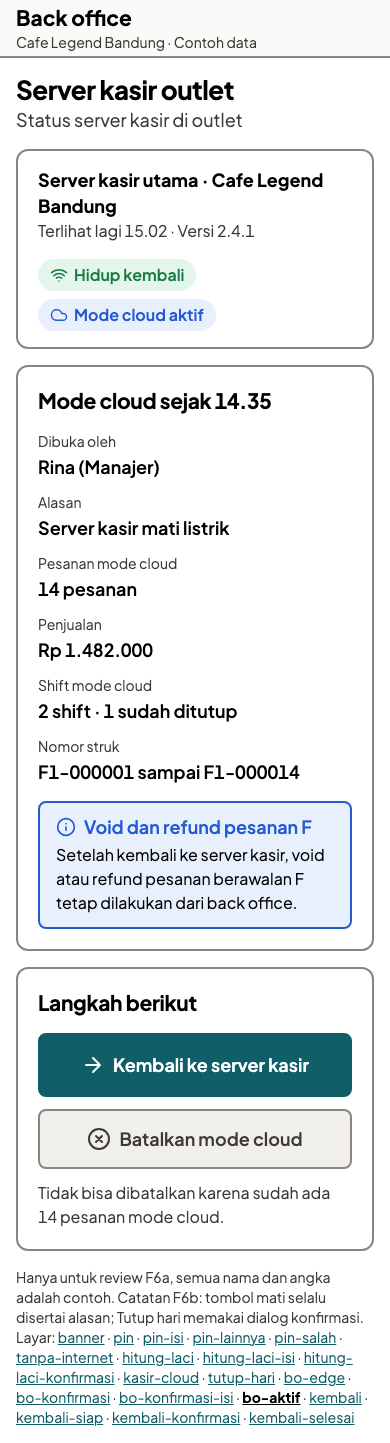 Back office
Cafe Legend Bandung · Contoh data
Server kasir outlet
Status server kasir di outlet
Server kasir utama · Cafe Legend
Bandung
Terlihat lagi 15.02 · Versi 2.4.1
Hidup kembali
Mode cloud aktif
Mode cloud sejak 14.35
Dibuka oleh
Rina (Manajer)
Alasan
Server kasir mati listrik
Pesanan mode cloud
14 pesanan
Penjualan
Rp 1.482.000
Shift mode cloud
2 shift · 1 sudah ditutup
Nomor struk
F1-000001 sampai F1-000014
Void dan refund pesanan F
Setelah kembali ke server kasir, void
atau refund pesanan berawalan F
tetap dilakukan dari back office.
Langkah berikut
Kembali ke server kasir
Batalkan mode cloud
Tidak bisa dibatalkan karena sudah ada
14 pesanan mode cloud.
Hanya untuk review F6a, semua nama dan angka
adalah contoh. Catatan F6b: tombol mati selalu
disertai alasan; Tutup hari memakai dialog konfirmasi.
Layar: banner · pin · pin-isi · pin-lainnya · pin-salah ·
tanpa-internet · hitung-laci · hitung-laci-isi · hitung-
laci-konfirmasi · kasir-cloud · tutup-hari · bo-edge ·
bo-konfirmasi · bo-konfirmasi-isi · bo-aktif · kembali ·
kembali-siap · kembali-konfirmasi · kembali-selesai